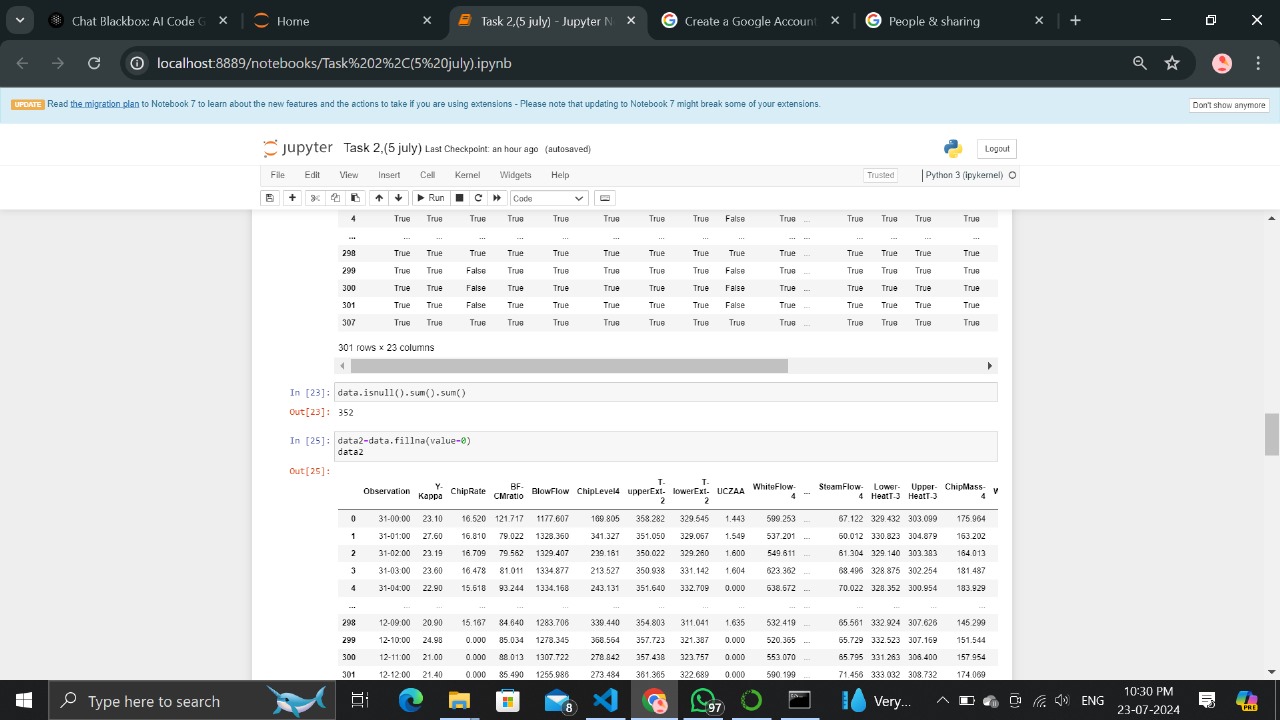 Chat Blackbox: AI Code G
Home
Task 2,(5 july) - Jupyter N
Create a Google Account
People & sharing
localhost:8889/notebooks/Task%202%2C(5%20july).ipynb
UPDATE Read the migration plan to Notebook 7 to learn about the new features and the actions to take if you are using extensions - Please note that updating to Notebook 7 might break some of your extensions.
Don't show anymore
jupyter Task 2,(5 july) Last Checkpoint: an hour ago (autosaved)
Logout
File Edit View Insert Cell Kernel Widgets Help
Trusted
Python 3 (ipykernel)
Run
Code
4 True True True True True True True True False True ... True True True True
... ... ... ... ... ... ... ... ... ... ... ... ... ... ... ...
298 True True True True True True True True True True ... True True True True
299 True True False True True True True True False True ... True True True True
300 True True False True True True True True False True ... True True True True
301 True True False True True True True True False True ... True True True True
307 True True True True True True True True True True ... True True True True
301 rows × 23 columns
In [23]: data.isnull().sum().sum()
Out[23]: 352
In [25]: data2=data.fillna(value=0)
data2
Out[25]:
Observation Y-Kappa ChipRate BF-CMratio BlowFlow ChipLevel4 T-upperExt-2 T-lowerExt-2 UCZAA WhiteFlow-4 ... SteamFlow-4 Lower-HeatT-3 Upper-HeatT-3 ChipMass-4 W
0 31-00:00 23.10 16.520 121.717 1177.607 169.805 358.282 329.545 1.443 599.253 ... 67.122 329.432 303.099 175.964
1 31-01:00 27.60 16.810 79.022 1328.360 341.327 351.050 329.067 1.549 537.201 ... 60.012 330.823 304.879 163.202
2 31-02:00 23.19 16.709 79.562 1329.407 239.161 350.022 329.260 1.600 549.611 ... 61.304 329.140 303.383 164.013
3 31-03:00 23.60 16.478 81.011 1334.877 213.527 350.938 331.142 1.604 623.362 ... 68.496 328.875 302.254 181.487
4 31-04:00 22.90 15.618 93.244 1334.168 243.131 351.640 332.709 0.000 638.672 ... 70.022 328.352 300.954 183.929
... ... ... ... ... ... ... ... ... ... ... ... ... ... ... ...
298 12-09:00 20.90 15.167 84.640 1283.706 339.440 354.803 311.041 1.635 532.419 ... 65.561 332.924 307.626 145.299
299 12-10:00 24.98 0.000 85.034 1278.345 368.564 357.723 321.387 0.000 520.365 ... 65.729 332.523 307.169 151.544
300 12-11:00 21.00 0.000 88.013 1307.722 278.842 357.438 323.757 0.000 553.070 ... 65.795 331.263 306.400 157.954
301 12-12:00 21.40 0.000 85.490 1255.986 373.484 361.365 322.689 0.000 590.199 ... 71.456 333.032 308.732 174.069
Type here to search
8
97
Very...
ENG
10:30 PM
23-07-2024
PRE